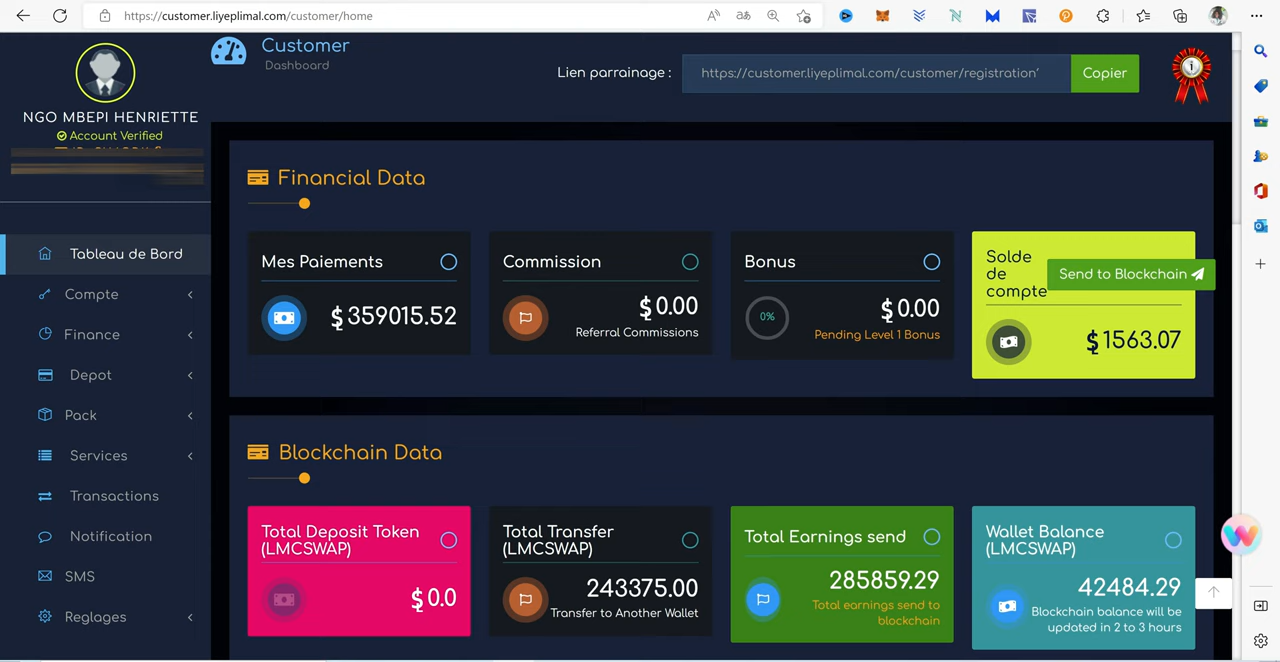 https://customer.liyeplimal.com/customer/home
Customer
Dashboard
Lien parrainage :
https://customer.liyeplimal.com/customer/registration
Copier
NGO MBEPI HENRIETTE
Account Verified
Tableau de Bord
Compte
Finance
Depot
Pack
Services
Transactions
Notification
SMS
Reglages
Financial Data
Mes Paiements
$359015.52
Commission
$0.00
Referral Commissions
Bonus
0%
$0.00
Pending Level 1 Bonus
Solde
de
compte
Send to Blockchain
$1563.07
Blockchain Data
Total Deposit Token
(LMCSWAP)
$0.0
Total Transfer
(LMCSWAP)
243375.00
Transfer to Another Wallet
Total Earnings send
285859.29
Total earnings send to
blockchain
Wallet Balance
(LMCSWAP)
42484.29
Blockchain balance will be
updated in 2 to 3 hours